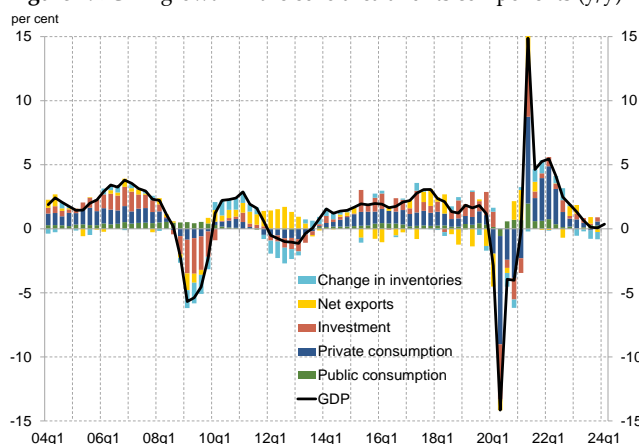 per cent
15 15
10 10
5 5
0 0
-5 -5
-10 -10
-15 -15
Change in inventories
Net exports
Investment
Private consumption
Public consumption
GDP
04q1 06q1 08q1 10q1 12q1 14q1 16q1 18q1 20q1 22q1 24q1